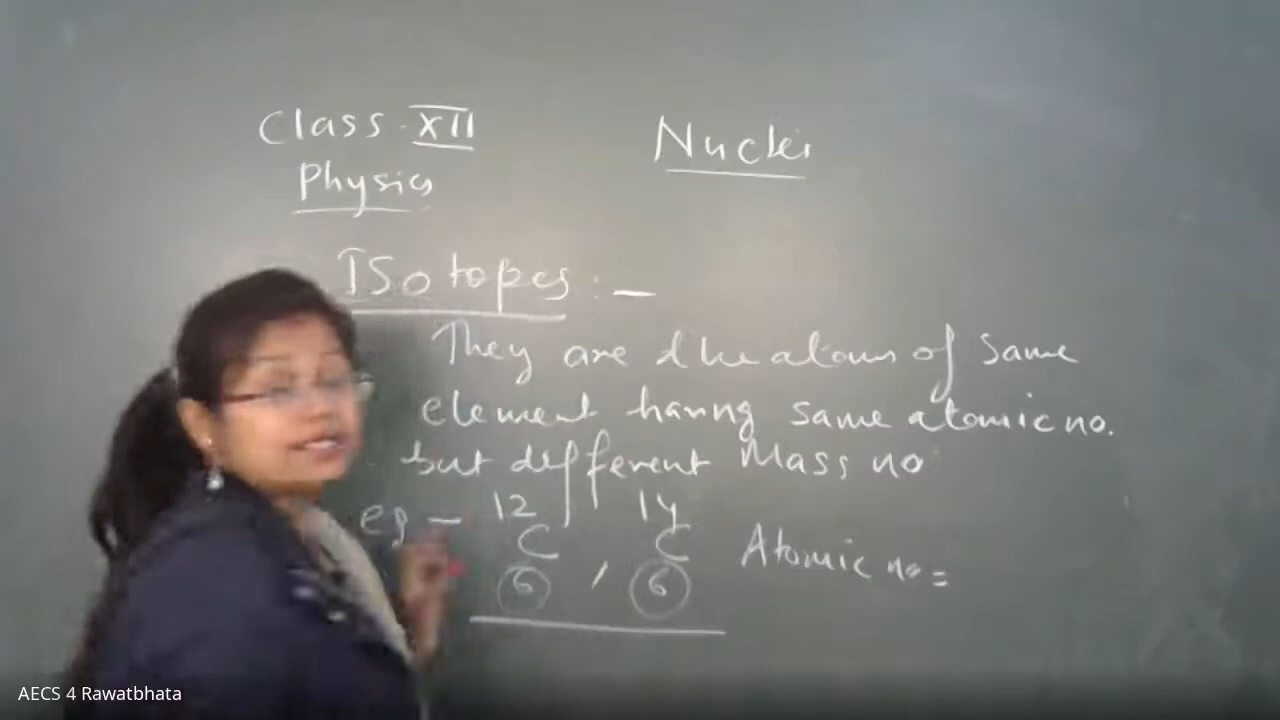 Class XII
Nuclei
Physics
Isotopes :-
They are the atoms of same
element having same atomic no.
but different Mass no
eg - 12 14
C C
6 , 6
Atomic no =
AECS 4 Rawatbhata